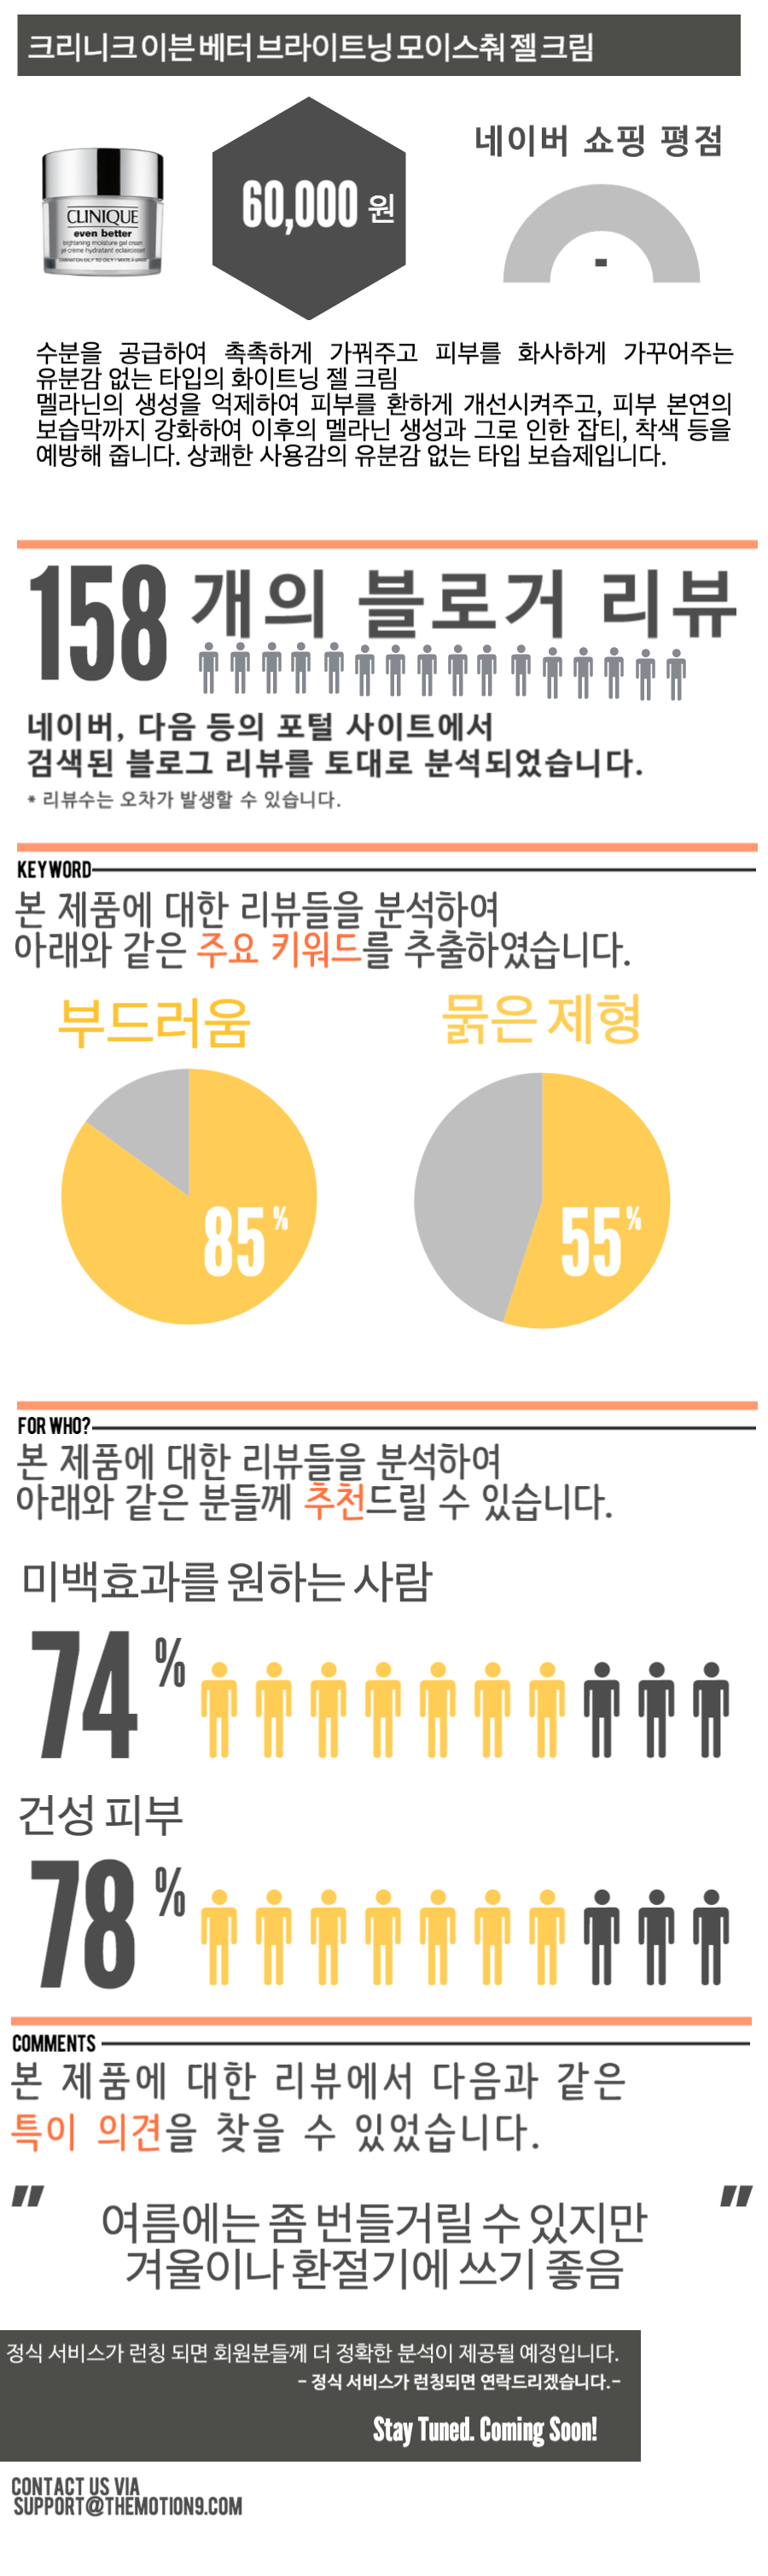 크리니크 이븐 베터 브라이트닝 모이스춰 젤 크림
CLINIQUE
even better
brightening moisture gel cream
gel crème hydratant eclaircissant
60,000 원
네이버 쇼핑 평점
-
수분을 공급하여 촉촉하게 가꿔주고 피부를 화사하게 가꾸어주는
유분감 없는 타입의 화이트닝 젤 크림
멜라닌의 생성을 억제하여 피부를 환하게 개선시켜주고, 피부 본연의
보습막까지 강화하여 이후의 멜라닌 생성과 그로 인한 잡티, 착색 등을
예방해 줍니다. 상쾌한 사용감의 유분감 없는 타입 보습제입니다.
158 개의 블로거 리뷰
네이버, 다음 등의 포털 사이트에서
검색된 블로그 리뷰를 토대로 분석되었습니다.
* 리뷰수는 오차가 발생할 수 있습니다.
KEYWORD
본 제품에 대한 리뷰들을 분석하여
아래와 같은 주요 키워드를 추출하였습니다.
부드러움
묽은 제형
85%
55%
FOR WHO?
본 제품에 대한 리뷰들을 분석하여
아래와 같은 분들께 추천드릴 수 있습니다.
미백효과를 원하는 사람
74%
건성 피부
78%
COMMENTS
본 제품에 대한 리뷰에서 다음과 같은
특이 의견을 찾을 수 있었습니다.
" 여름에는 좀 번들거릴 수 있지만 "
겨울이나 환절기에 쓰기 좋음
정식 서비스가 런칭 되면 회원분들께 더 정확한 분석이 제공될 예정입니다.
- 정식 서비스가 런칭되면 연락드리겠습니다.-
Stay Tuned. Coming Soon!
CONTACT US VIA
SUPPORT@THEMOTION9.COM